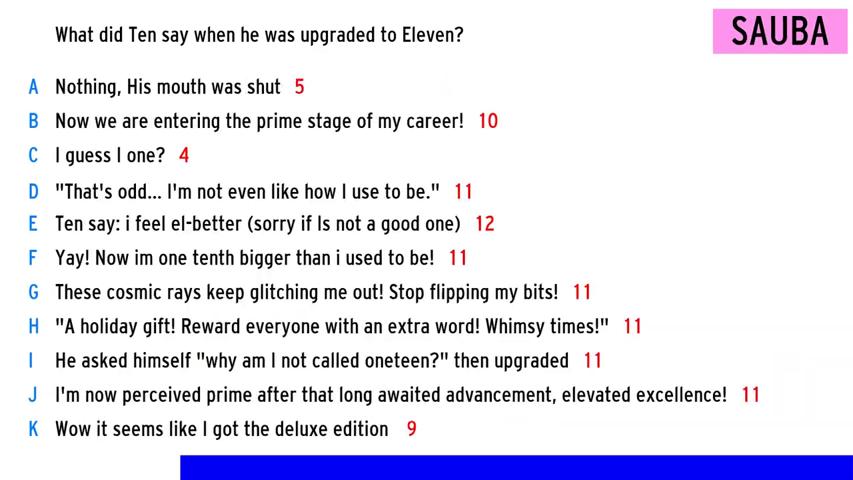 What did Ten say when he was upgraded to Eleven?
SAUBA
A Nothing, His mouth was shut 5
B Now we are entering the prime stage of my career! 10
C I guess I one? 4
D "That's odd... I'm not even like how I use to be." 11
E Ten say: i feel el-better (sorry if Is not a good one) 12
F Yay! Now im one tenth bigger than i used to be! 11
G These cosmic rays keep glitching me out! Stop flipping my bits! 11
H "A holiday gift! Reward everyone with an extra word! Whimsy times!" 11
I He asked himself "why am I not called oneteen?" then upgraded 11
J I'm now perceived prime after that long awaited advancement, elevated excellence! 11
K Wow it seems like I got the deluxe edition 9